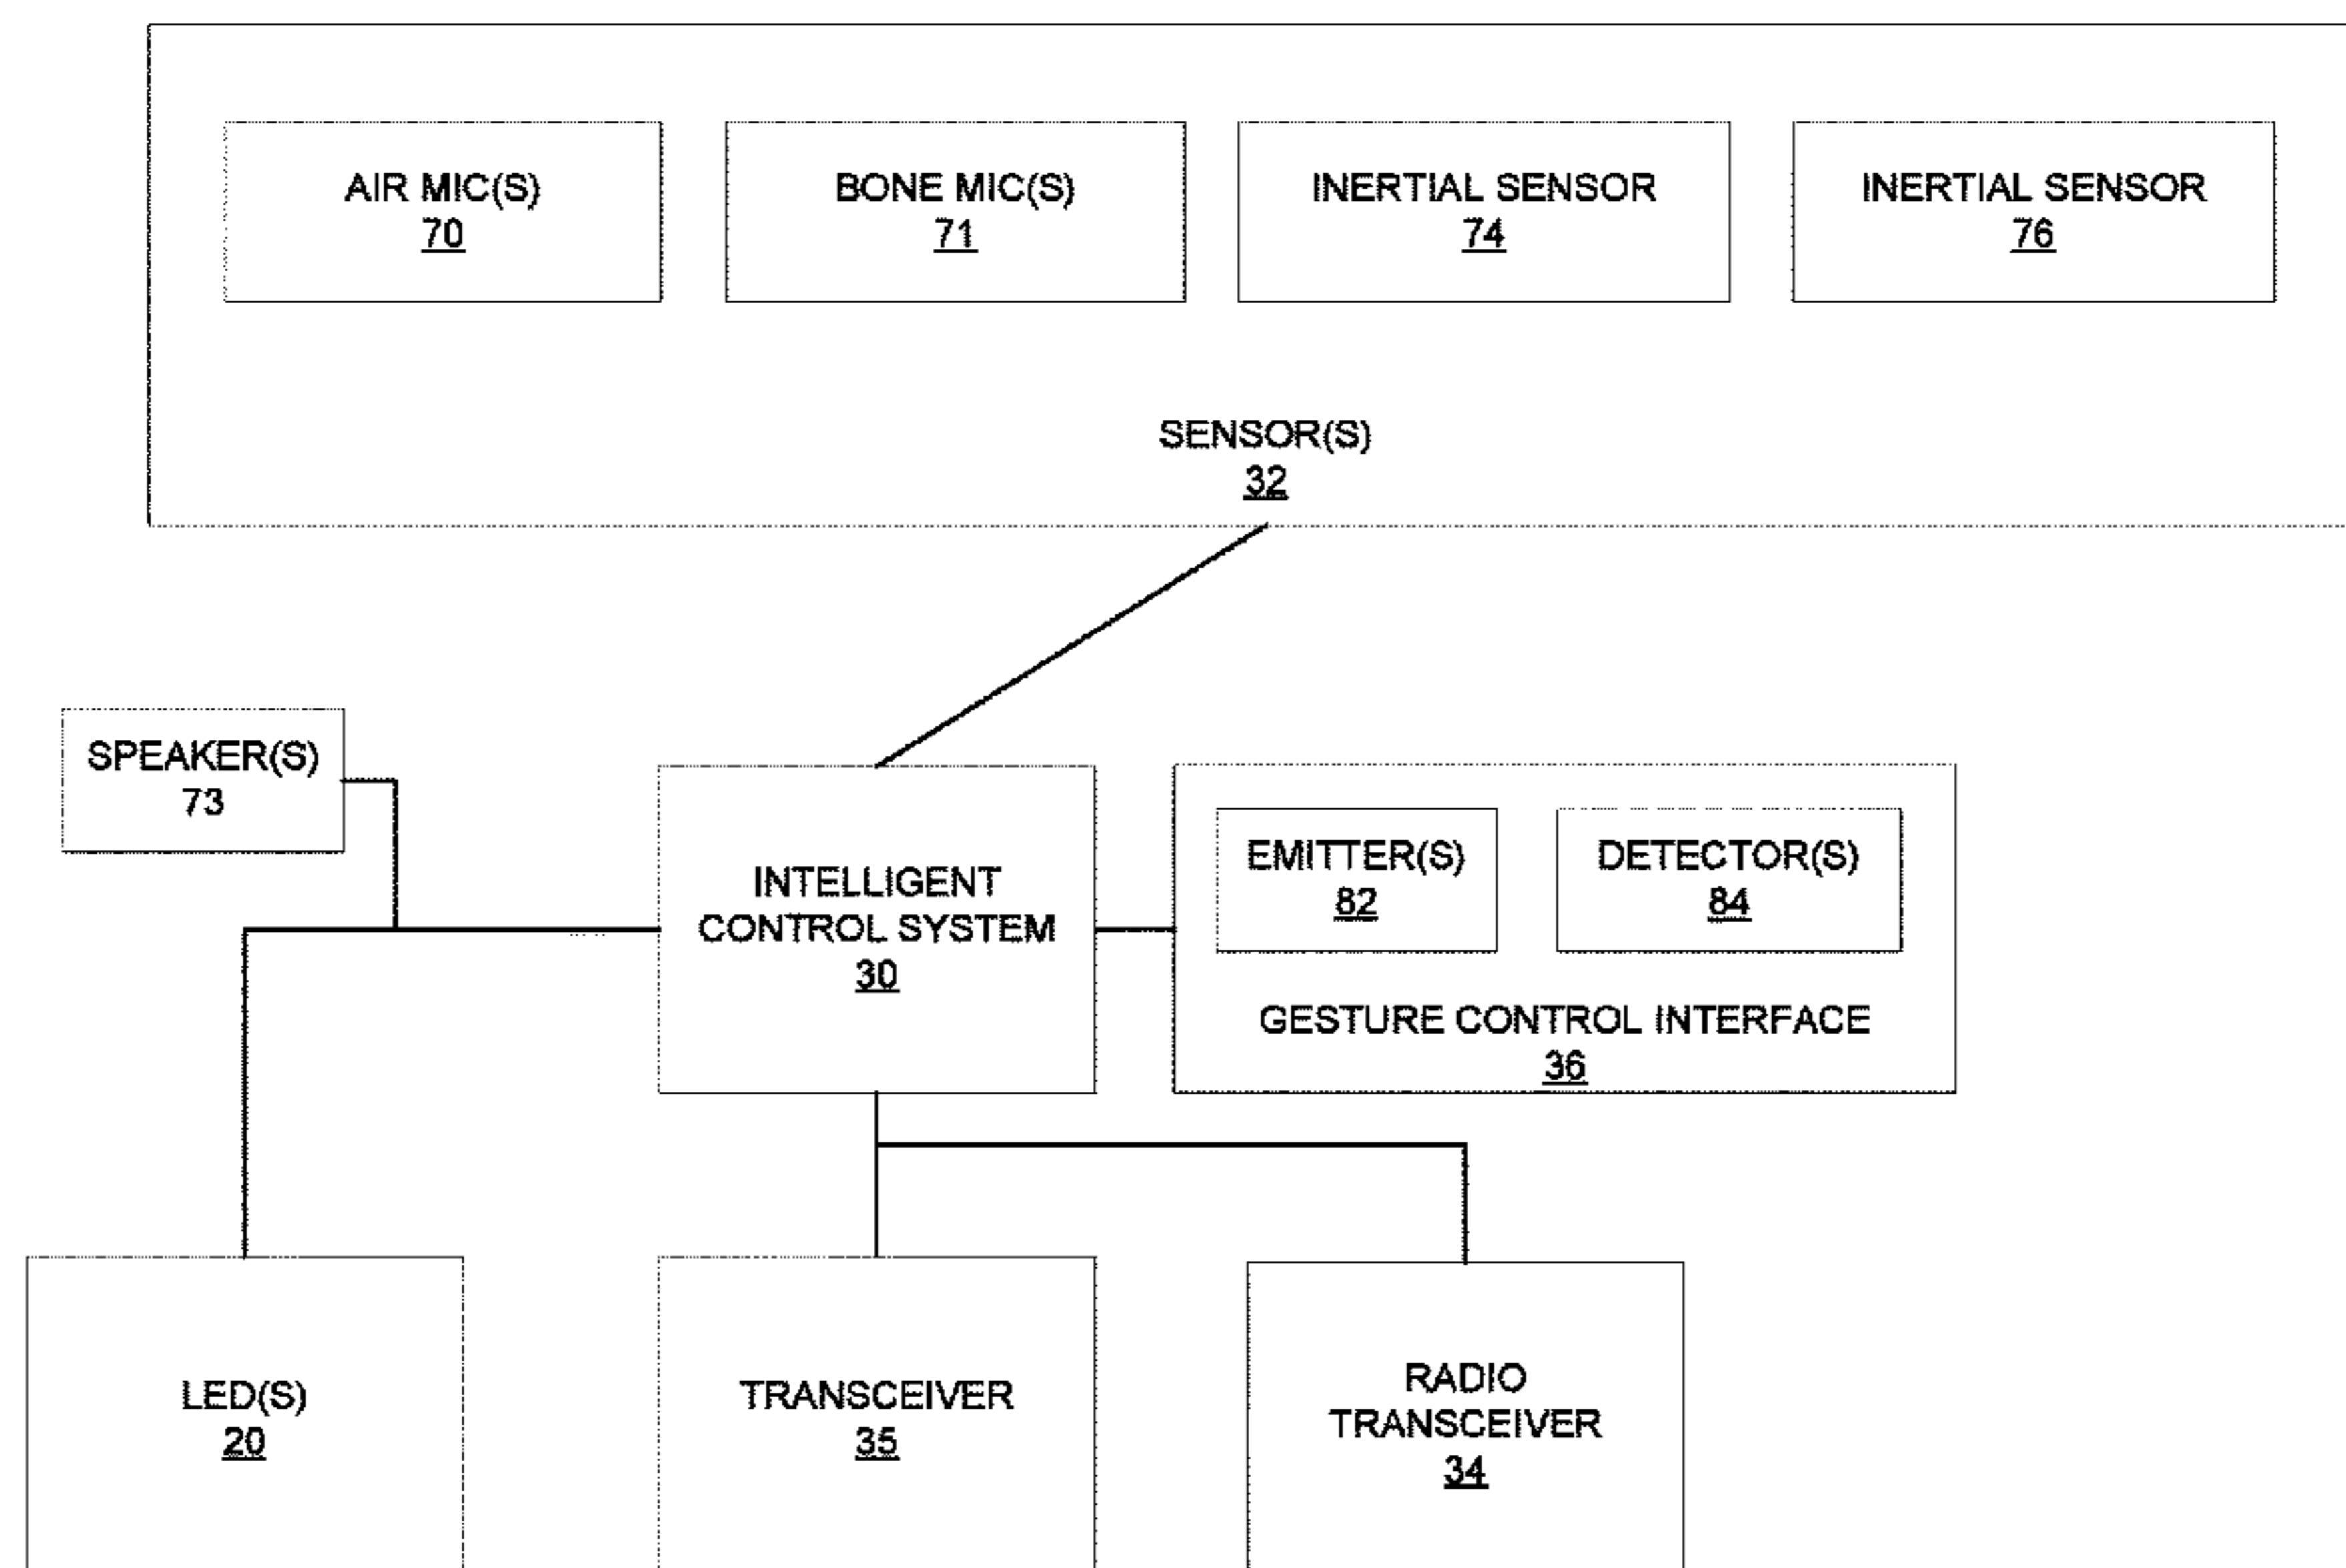 AIR MIC(S)
70
BONE MIC(S)
71
INERTIAL SENSOR
74
INERTIAL SENSOR
76
SENSOR(S)
32
SPEAKER(S)
73
INTELLIGENT
CONTROL SYSTEM
30
EMITTER(S)
82
DETECTOR(S)
84
GESTURE CONTROL INTERFACE
36
LED(S)
20
TRANSCEIVER
35
RADIO
TRANSCEIVER
34